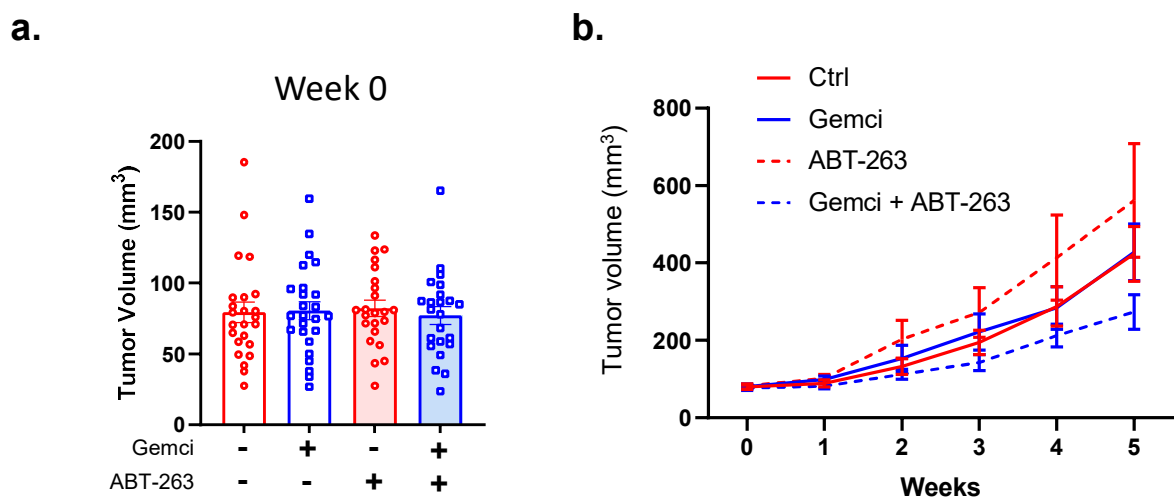 a.
Week 0
Tumor Volume (mm³)
200
150
100
50
0
Gemci - + - +
ABT-263 - - + +
b.
Ctrl
Gemci
ABT-263
Gemci + ABT-263
Tumor volume (mm³)
800
600
400
200
0
0 1 2 3 4 5
Weeks